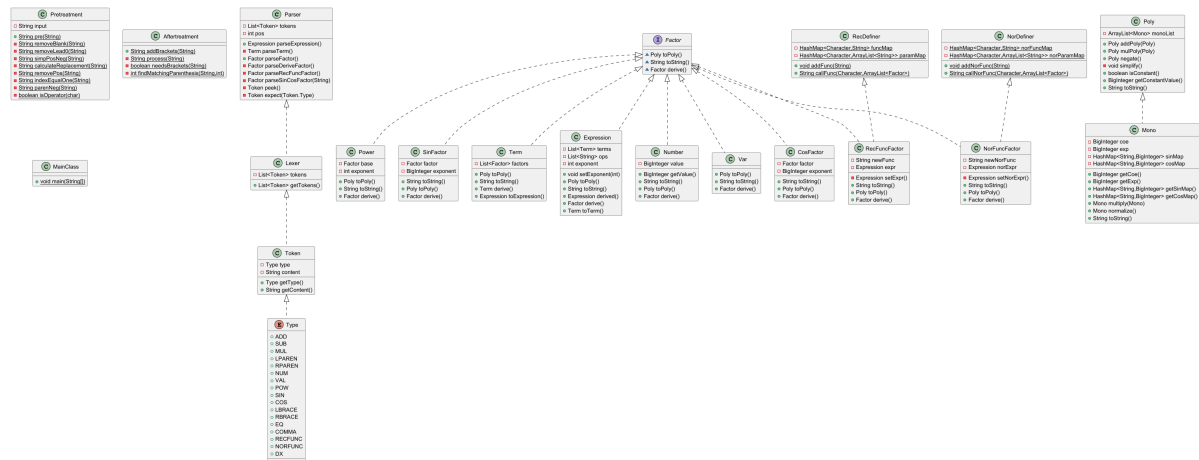 C Pretreatment
String input
String pre(String)
String removeBlank(String)
String removeLead0(String)
String simpPosNeg(String)
String calculateReplacement(String)
String removePos(String)
String indexEqualOne(String)
String parenNeg(String)
boolean isOperator(char)
C Aftertreatment
String addBrackets(String)
String process(String)
boolean needsBrackets(String)
int findMatchingParenthesis(String,int)
C Parser
List<Token> tokens
int pos
Expression parseExpression()
Term parseTerm()
Factor parseFactor()
Factor parseDeriveFactor()
Factor parseRecFuncFactor()
Factor parseSinCosFactor(String)
Token peek()
Token expect(Token.Type)
I Factor
Poly toPoly()
String toString()
Factor derive()
C RecDefiner
HashMap<Character,String> funcMap
HashMap<Character,ArrayList<String>> paramMap
void addFunc(String)
String callFunc(Character,ArrayList<Factor>)
C NorDefiner
HashMap<Character,String> norFuncMap
HashMap<Character,ArrayList<String>> norParamMap
void addNorFunc(String)
String callNorFunc(Character,ArrayList<Factor>)
C Poly
ArrayList<Mono> monoList
Poly addPoly(Poly)
Poly multPoly(Poly)
Poly negate()
void simplify()
boolean isConstant()
BigInteger getConstantValue()
String toString()
C MainClass
void main(String[])
C Lexer
List<Token> tokens
List<Token> getTokens()
C Power
Factor base
int exponent
Poly toPoly()
String toString()
Factor derive()
C SinFactor
Factor factor
BigInteger exponent
String toString()
Poly toPoly()
Factor derive()
C Term
List<Factor> factors
Poly toPoly()
String toString()
Term derive()
Expression toExpression()
C Expression
List<Term> terms
List<String> ops
int exponent
void setExponent(int)
Poly toPoly()
String toString()
Expression derived()
Factor derive()
Term toTerm()
C Number
BigInteger value
BigInteger getValue()
String toString()
Poly toPoly()
Factor derive()
C Var
Poly toPoly()
String toString()
Factor derive()
C CosFactor
Factor factor
BigInteger exponent
String toString()
Poly toPoly()
Factor derive()
C RecFuncFactor
String newFunc
Expression expr
Expression setExpr()
String toString()
Poly toPoly()
Factor derive()
C NorFuncFactor
String newNorFunc
Expression norExpr
Expression setNorExpr()
String toString()
Poly toPoly()
Factor derive()
C Mono
BigInteger coe
BigInteger exp
HashMap<String,BigInteger> sinMap
HashMap<String,BigInteger> cosMap
BigInteger getCoe()
BigInteger getExp()
HashMap<String,BigInteger> getSinMap()
HashMap<String,BigInteger> getCosMap()
Mono multiply(Mono)
Mono normalize()
String toString()
C Token
Type type
String content
Type getType()
String getContent()
E Type
ADD
SUB
MUL
LPAREN
RPAREN
NUM
VAL
POW
SIN
COS
LBRACE
RBRACE
EQ
COMMA
RECFUNC
NORFUNC
DX